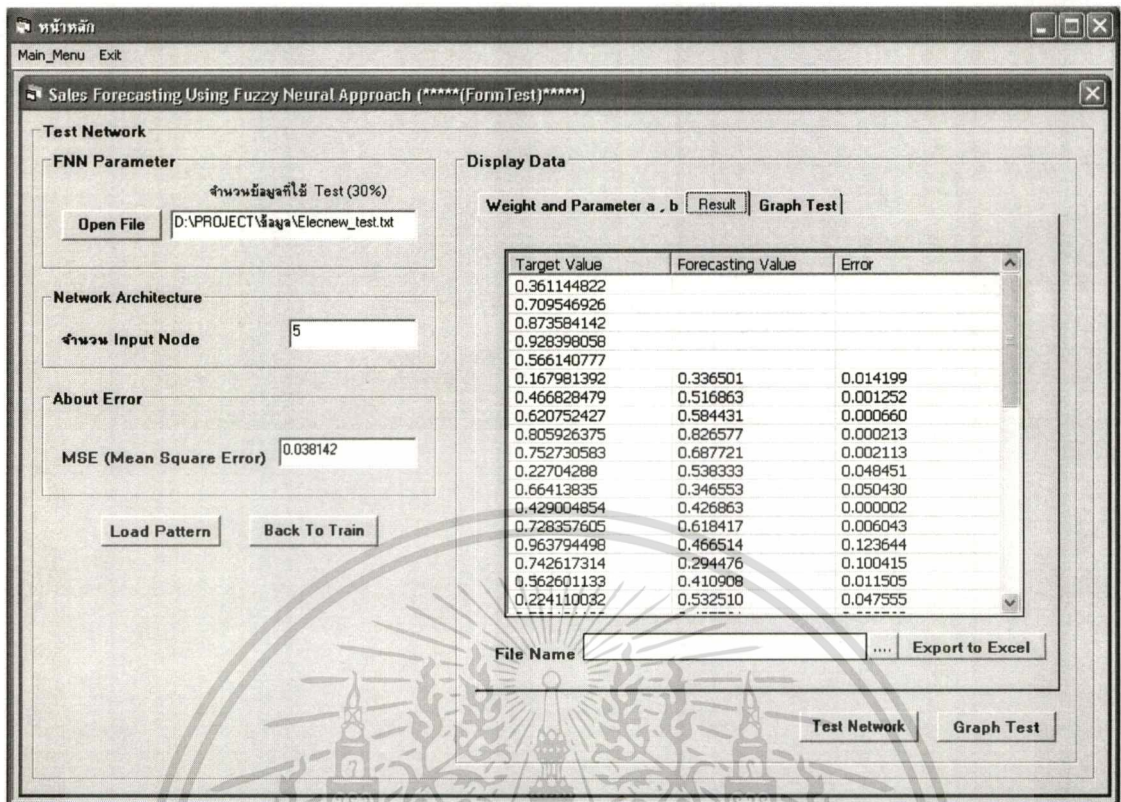 หน้าหลัก
Main_Menu Exit
Sales Forecasting Using Fuzzy Neural Approach (*****(FormTest)*****)
Test Network
FNN Parameter
จำนวนข้อมูลที่ใช้ Test (30%)
Open File D:\PROJECT\ข้อมูล\Elecnew_test.txt
Network Architecture
จำนวน Input Node 5
About Error
MSE (Mean Square Error) 0.038142
Load Pattern Back To Train
Display Data
Weight and Parameter a , b Result Graph Test
Target Value Forecasting Value Error
0.361144822
0.709546926
0.873584142
0.928398058
0.566140777
0.167981392 0.336501 0.014199
0.466828479 0.516863 0.001252
0.620752427 0.584431 0.000660
0.805926375 0.826577 0.000213
0.752730583 0.687721 0.002113
0.22704288 0.538333 0.048451
0.66413835 0.346553 0.050430
0.429004854 0.426863 0.000002
0.728357605 0.618417 0.006043
0.963794498 0.466514 0.123644
0.742617314 0.294476 0.100415
0.562601133 0.410908 0.011505
0.224110032 0.532510 0.047555
File Name .... Export to Excel
Test Network Graph Test